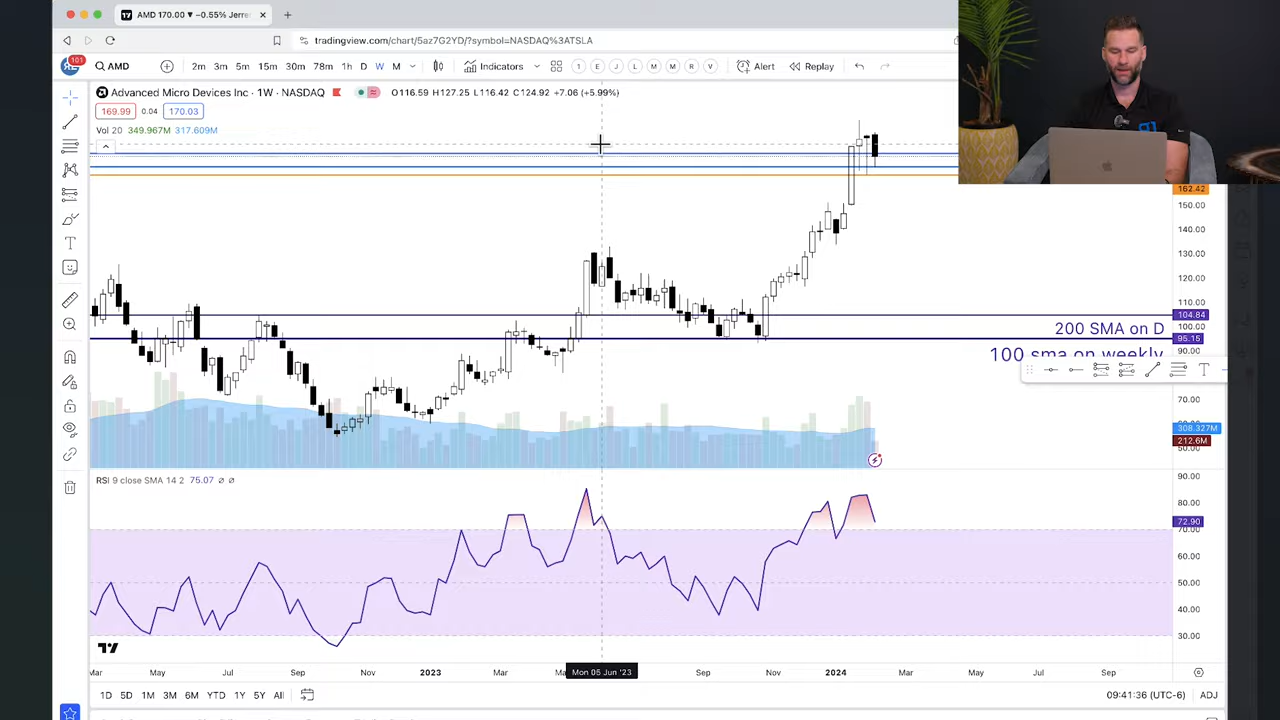 AMD 170.00 ▼ −0.55% Jerre
tradingview.com/chart/5az7G2YD/?symbol=NASDAQ%3ATSLA
101
AMD
2m 3m 5m 15m 30m 78m 1h D W M
Indicators
1 E J L M M R V
Alert
Replay
Advanced Micro Devices Inc · 1W · NASDAQ
O116.59 H127.25 L116.42 C124.92 +7.06 (+5.99%)
169.99 0.04 170.03
Vol 20 349.967M 317.609M
162.42
150.00
140.00
130.00
120.00
110.00
104.84
100.00
200 SMA on D
95.15
100 sma on weekly
90.00
70.00
308.327M
212.6M
50.00
RSI 9 close SMA 14 2 75.07 ∅ ∅
90.00
80.00
72.90
70.00
60.00
50.00
40.00
30.00
Mar May Jul Sep Nov 2023 Mar Ma Mon 05 Jun '23 Sep Nov 2024 Mar May Jul Sep
1D 5D 1M 3M 6M YTD 1Y 5Y All
09:41:36 (UTC-6) ADJ